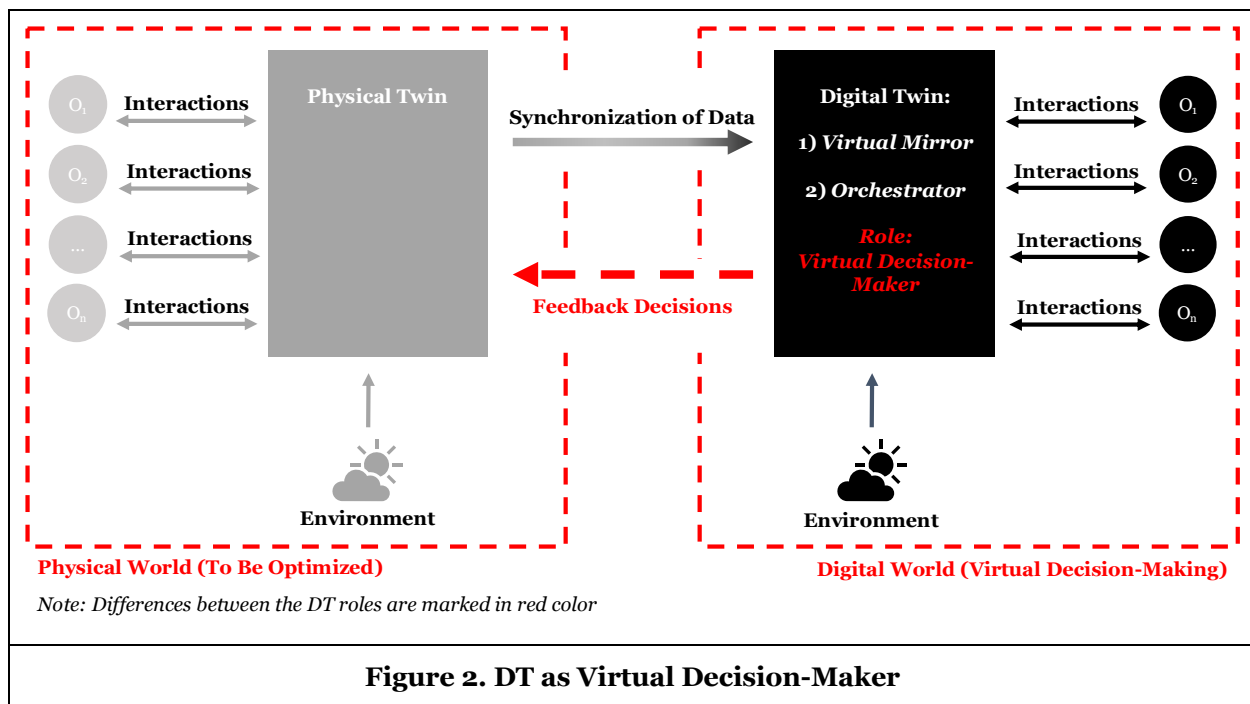 O₁
Interactions
O₂
Interactions
...
Interactions
Oₙ
Interactions
Physical Twin
Environment
Synchronization of Data
Feedback Decisions
Digital Twin:
1) Virtual Mirror
2) Orchestrator
Role:
Virtual Decision-
Maker
Interactions
O₁
Interactions
O₂
Interactions
...
Interactions
Oₙ
Environment
Physical World (To Be Optimized)
Digital World (Virtual Decision-Making)
Note: Differences between the DT roles are marked in red color
Figure 2. DT as Virtual Decision-Maker